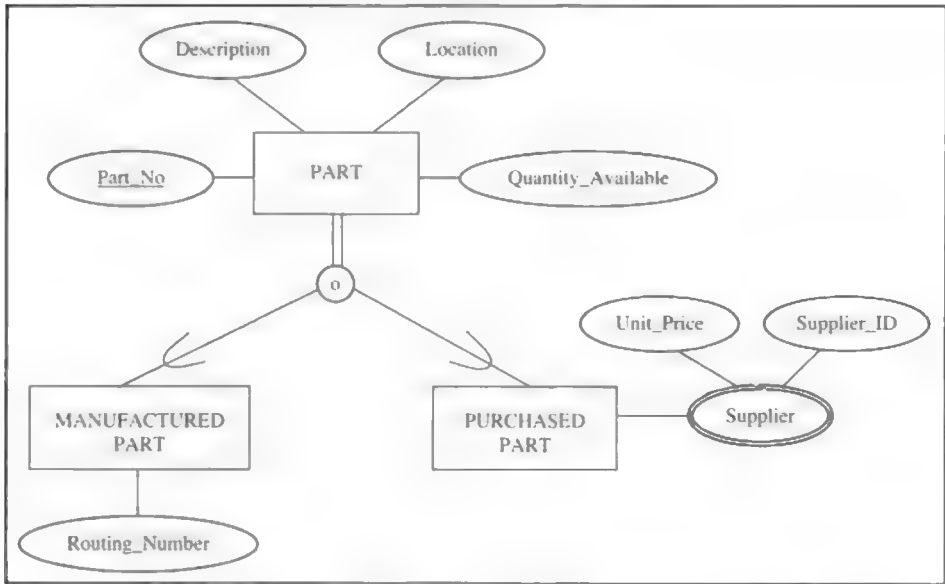 Description
Location
Part_No
PART
Quantity_Available
o
Unit_Price
Supplier_ID
MANUFACTURED
PART
PURCHASED
PART
Supplier
Routing_Number